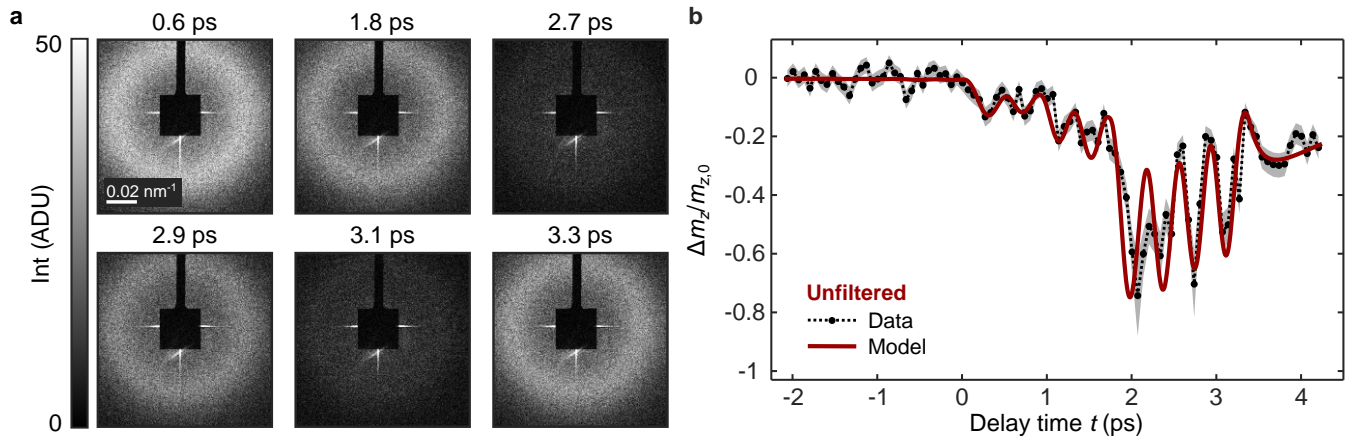 a
0.6 ps 1.8 ps 2.7 ps
50
0.02 nm⁻¹
2.9 ps 3.1 ps 3.3 ps
Int (ADU)
0
b
0
-0.2
-0.4
-0.6
-0.8
-1
Δm_z/m_z,0
Unfiltered
Data
Model
-2 -1 0 1 2 3 4
Delay time t (ps)